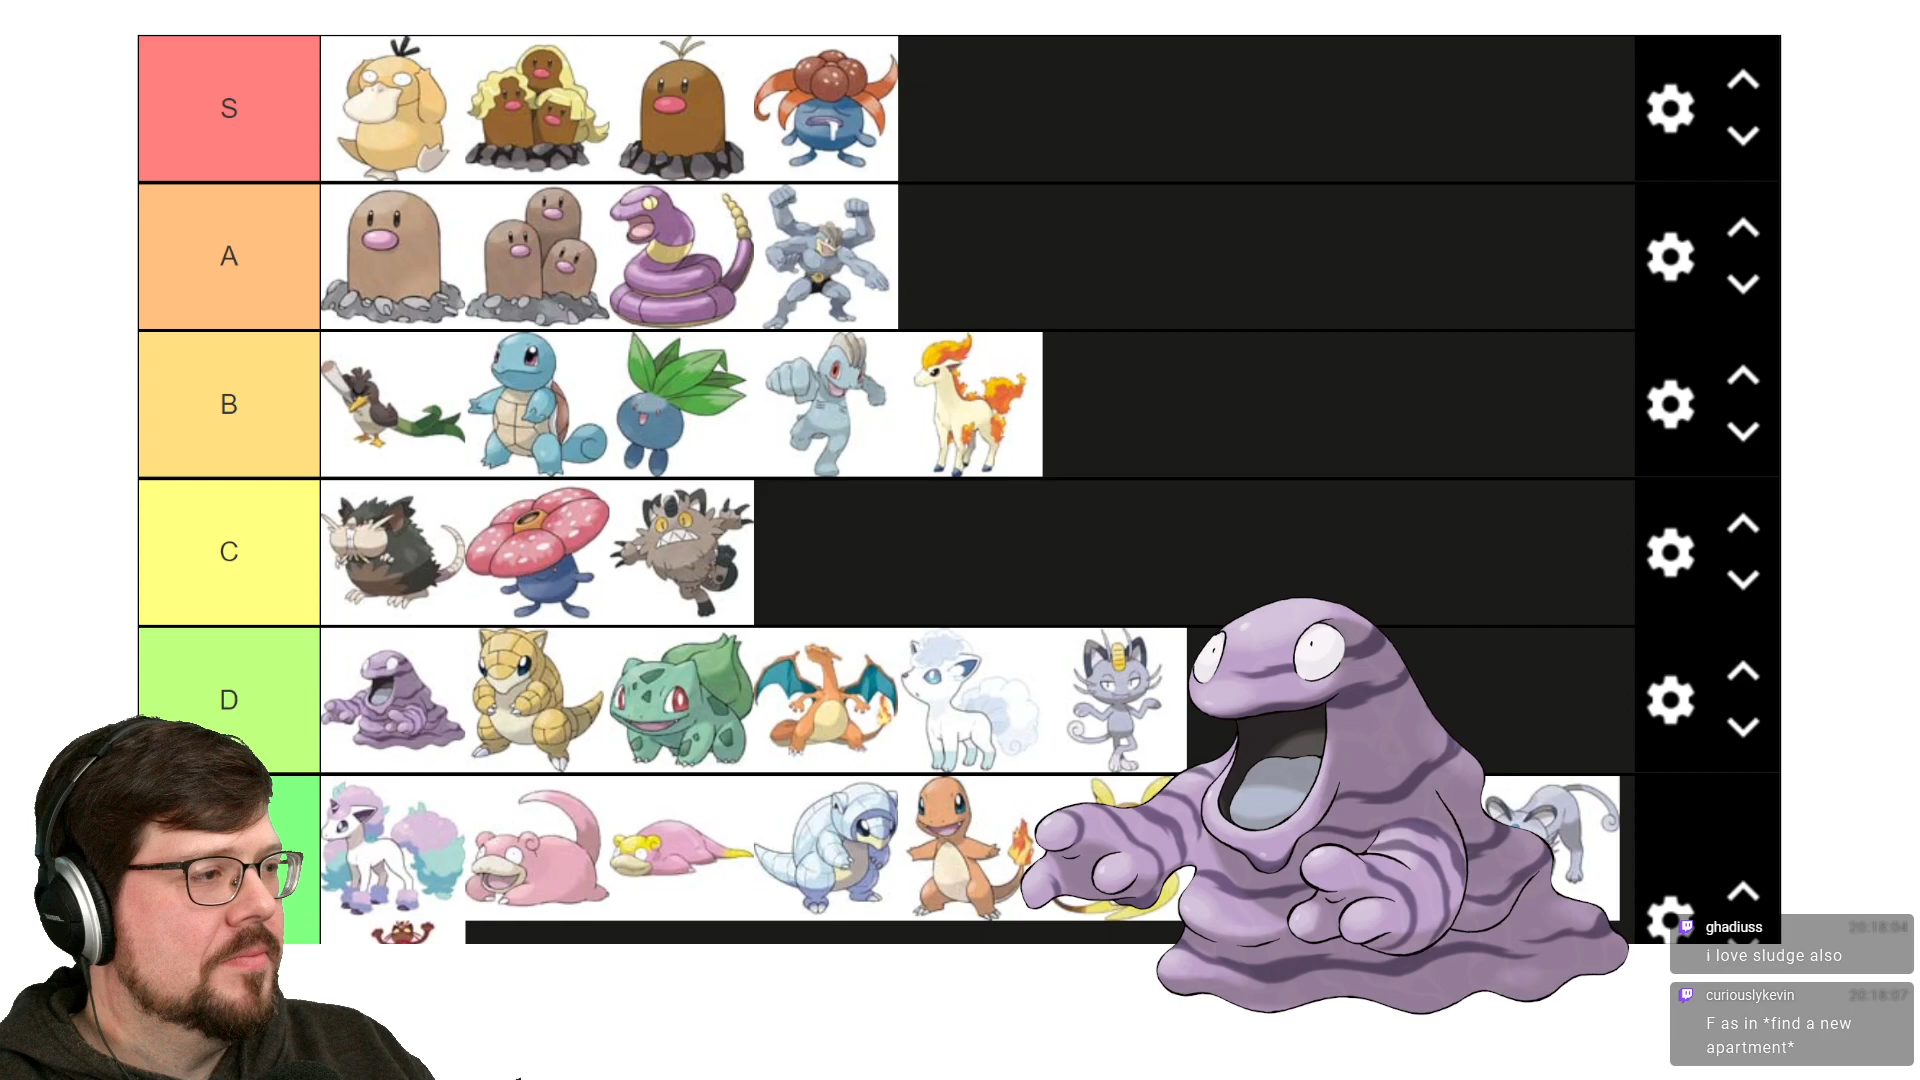 S
A
B
C
D
ghadiuss
i love sludge also
curiouslykevin
F as in *find a new
apartment*